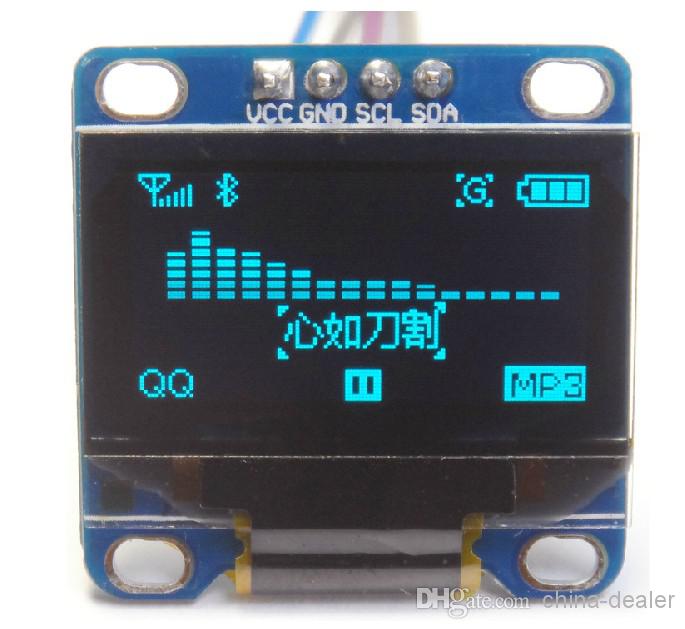 VCC GND SCL SDA
G
心如刀割
QQ MP3
DHgate.com china-dealer